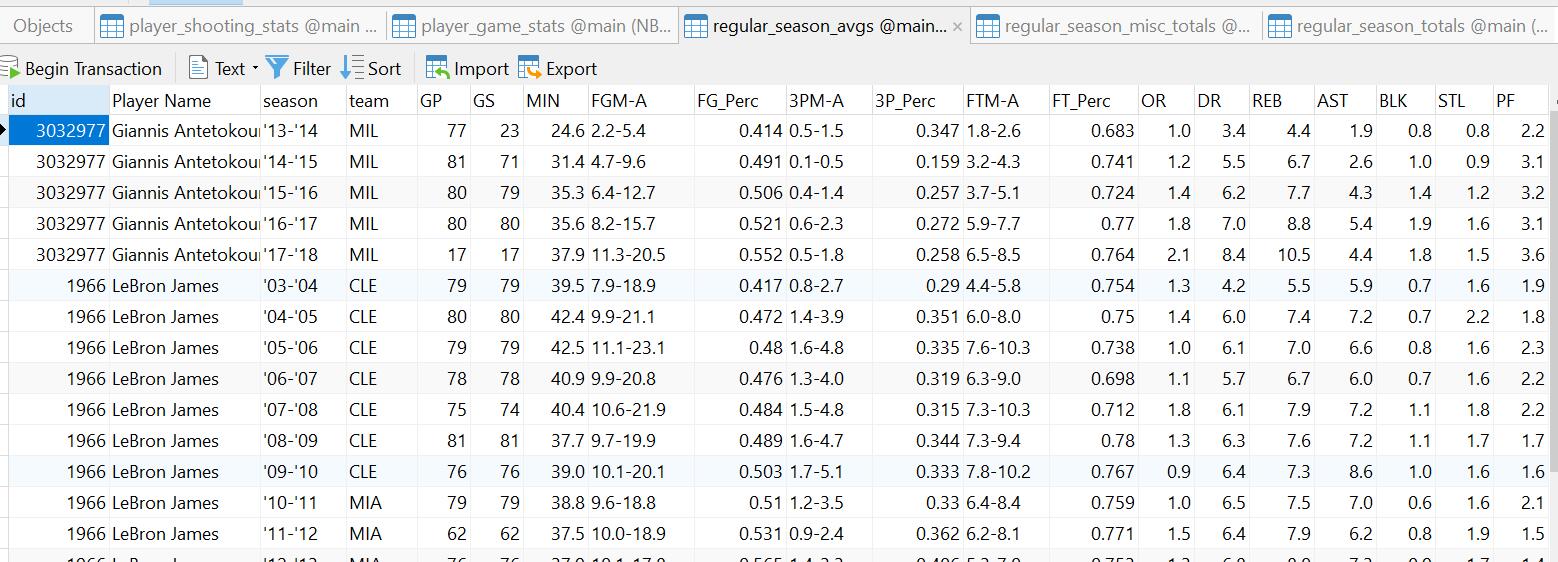 Objects player_shooting_stats @main ... player_game_stats @main (NB... regular_season_avgs @main... × regular_season_misc_totals @... regular_season_totals @main (...
Begin Transaction Text Filter Sort Import Export
id Player Name season team GP GS MIN FGM-A FG_Perc 3PM-A 3P_Perc FTM-A FT_Perc OR DR REB AST BLK STL PF
3032977 Giannis Antetokou '13-'14 MIL 77 23 24.6 2.2-5.4 0.414 0.5-1.5 0.347 1.8-2.6 0.683 1.0 3.4 4.4 1.9 0.8 0.8 2.2
3032977 Giannis Antetokou '14-'15 MIL 81 71 31.4 4.7-9.6 0.491 0.1-0.5 0.159 3.2-4.3 0.741 1.2 5.5 6.7 2.6 1.0 0.9 3.1
3032977 Giannis Antetokou '15-'16 MIL 80 79 35.3 6.4-12.7 0.506 0.4-1.4 0.257 3.7-5.1 0.724 1.4 6.2 7.7 4.3 1.4 1.2 3.2
3032977 Giannis Antetokou '16-'17 MIL 80 80 35.6 8.2-15.7 0.521 0.6-2.3 0.272 5.9-7.7 0.77 1.8 7.0 8.8 5.4 1.9 1.6 3.1
3032977 Giannis Antetokou '17-'18 MIL 17 17 37.9 11.3-20.5 0.552 0.5-1.8 0.258 6.5-8.5 0.764 2.1 8.4 10.5 4.4 1.8 1.5 3.6
1966 LeBron James '03-'04 CLE 79 79 39.5 7.9-18.9 0.417 0.8-2.7 0.29 4.4-5.8 0.754 1.3 4.2 5.5 5.9 0.7 1.6 1.9
1966 LeBron James '04-'05 CLE 80 80 42.4 9.9-21.1 0.472 1.4-3.9 0.351 6.0-8.0 0.75 1.4 6.0 7.4 7.2 0.7 2.2 1.8
1966 LeBron James '05-'06 CLE 79 79 42.5 11.1-23.1 0.48 1.6-4.8 0.335 7.6-10.3 0.738 1.0 6.1 7.0 6.6 0.8 1.6 2.3
1966 LeBron James '06-'07 CLE 78 78 40.9 9.9-20.8 0.476 1.3-4.0 0.319 6.3-9.0 0.698 1.1 5.7 6.7 6.0 0.7 1.6 2.2
1966 LeBron James '07-'08 CLE 75 74 40.4 10.6-21.9 0.484 1.5-4.8 0.315 7.3-10.3 0.712 1.8 6.1 7.9 7.2 1.1 1.8 2.2
1966 LeBron James '08-'09 CLE 81 81 37.7 9.7-19.9 0.489 1.6-4.7 0.344 7.3-9.4 0.78 1.3 6.3 7.6 7.2 1.1 1.7 1.7
1966 LeBron James '09-'10 CLE 76 76 39.0 10.1-20.1 0.503 1.7-5.1 0.333 7.8-10.2 0.767 0.9 6.4 7.3 8.6 1.0 1.6 1.6
1966 LeBron James '10-'11 MIA 79 79 38.8 9.6-18.8 0.51 1.2-3.5 0.33 6.4-8.4 0.759 1.0 6.5 7.5 7.0 0.6 1.6 2.1
1966 LeBron James '11-'12 MIA 62 62 37.5 10.0-18.9 0.531 0.9-2.4 0.362 6.2-8.1 0.771 1.5 6.4 7.9 6.2 0.8 1.9 1.5